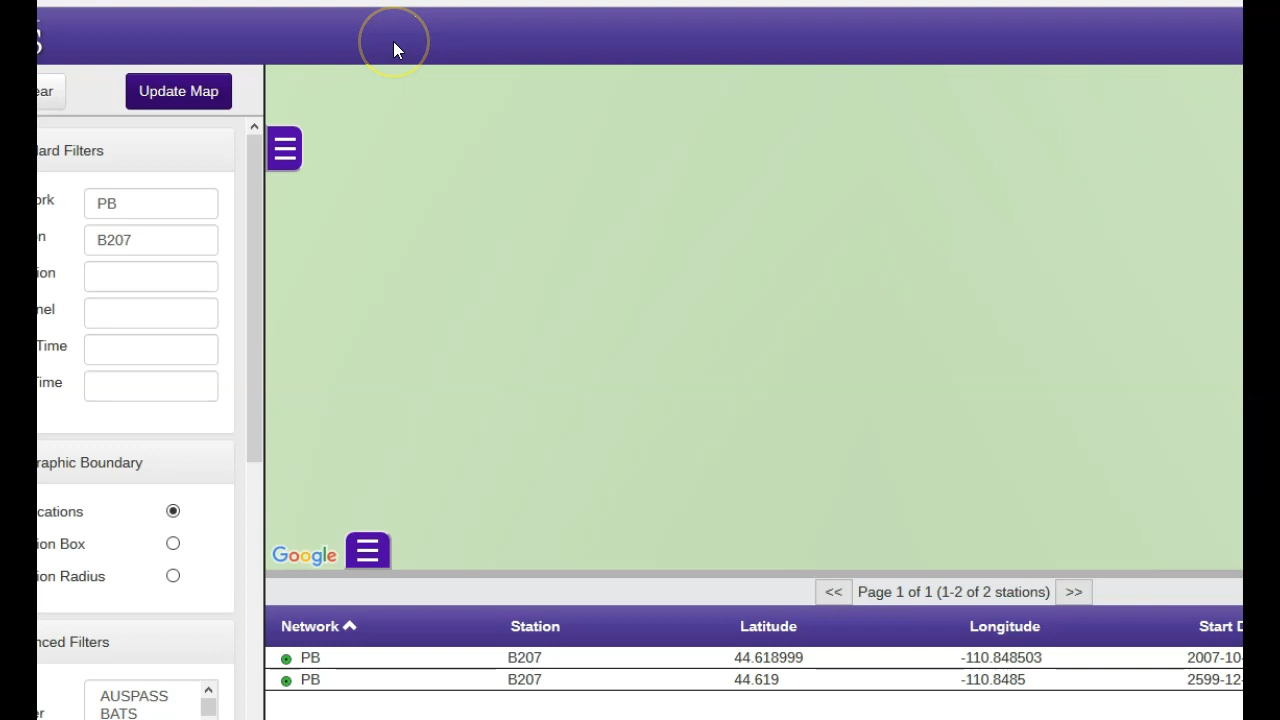 S
ear
Update Map
lard Filters
ork
PB
n
B207
ion
nel
Time
Time
raphic Boundary
cations
ion Box
ion Radius
nced Filters
er
AUSPASS
BATS
Google
<< Page 1 of 1 (1-2 of 2 stations) >>
Network Station Latitude Longitude Start D
PB B207 44.618999 -110.848503 2007-10-
PB B207 44.619 -110.8485 2599-12-